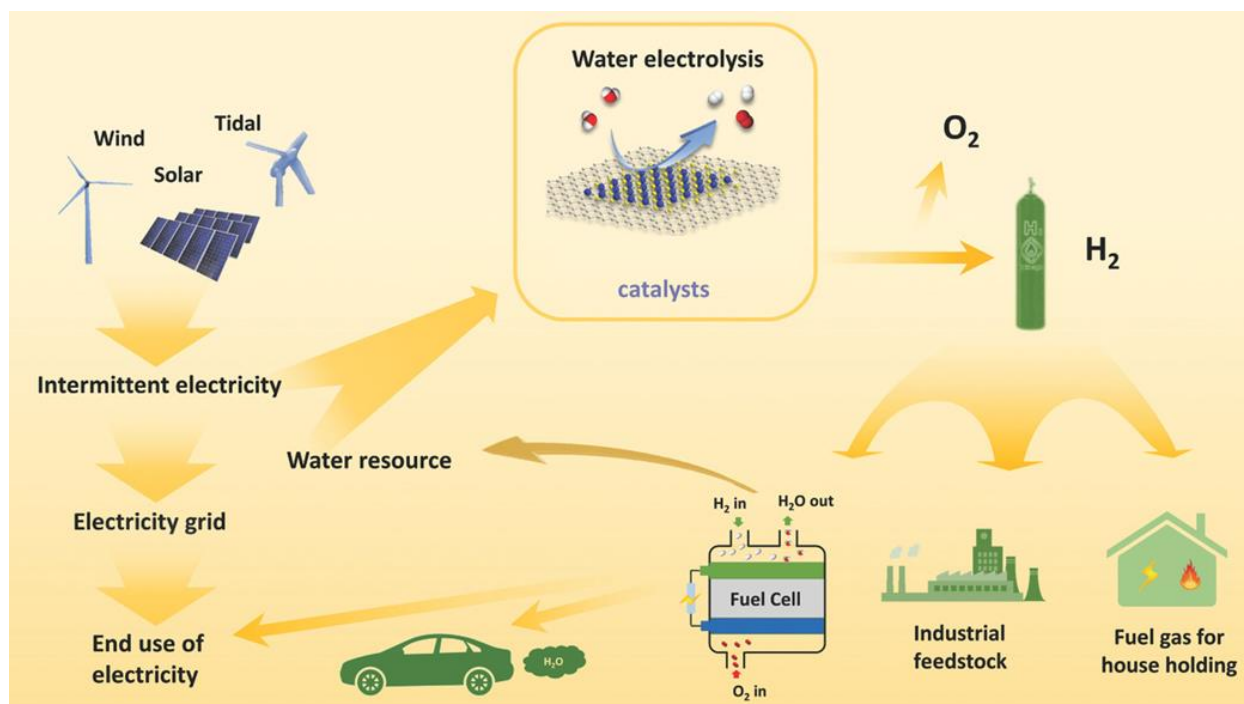 Water electrolysis
Wind
Tidal
Solar
catalysts
O₂
H₂
Intermittent electricity
Water resource
Electricity grid
End use of
electricity
H₂O
H₂ in
H₂O out
Fuel Cell
O₂ in
Industrial
feedstock
Fuel gas for
house holding